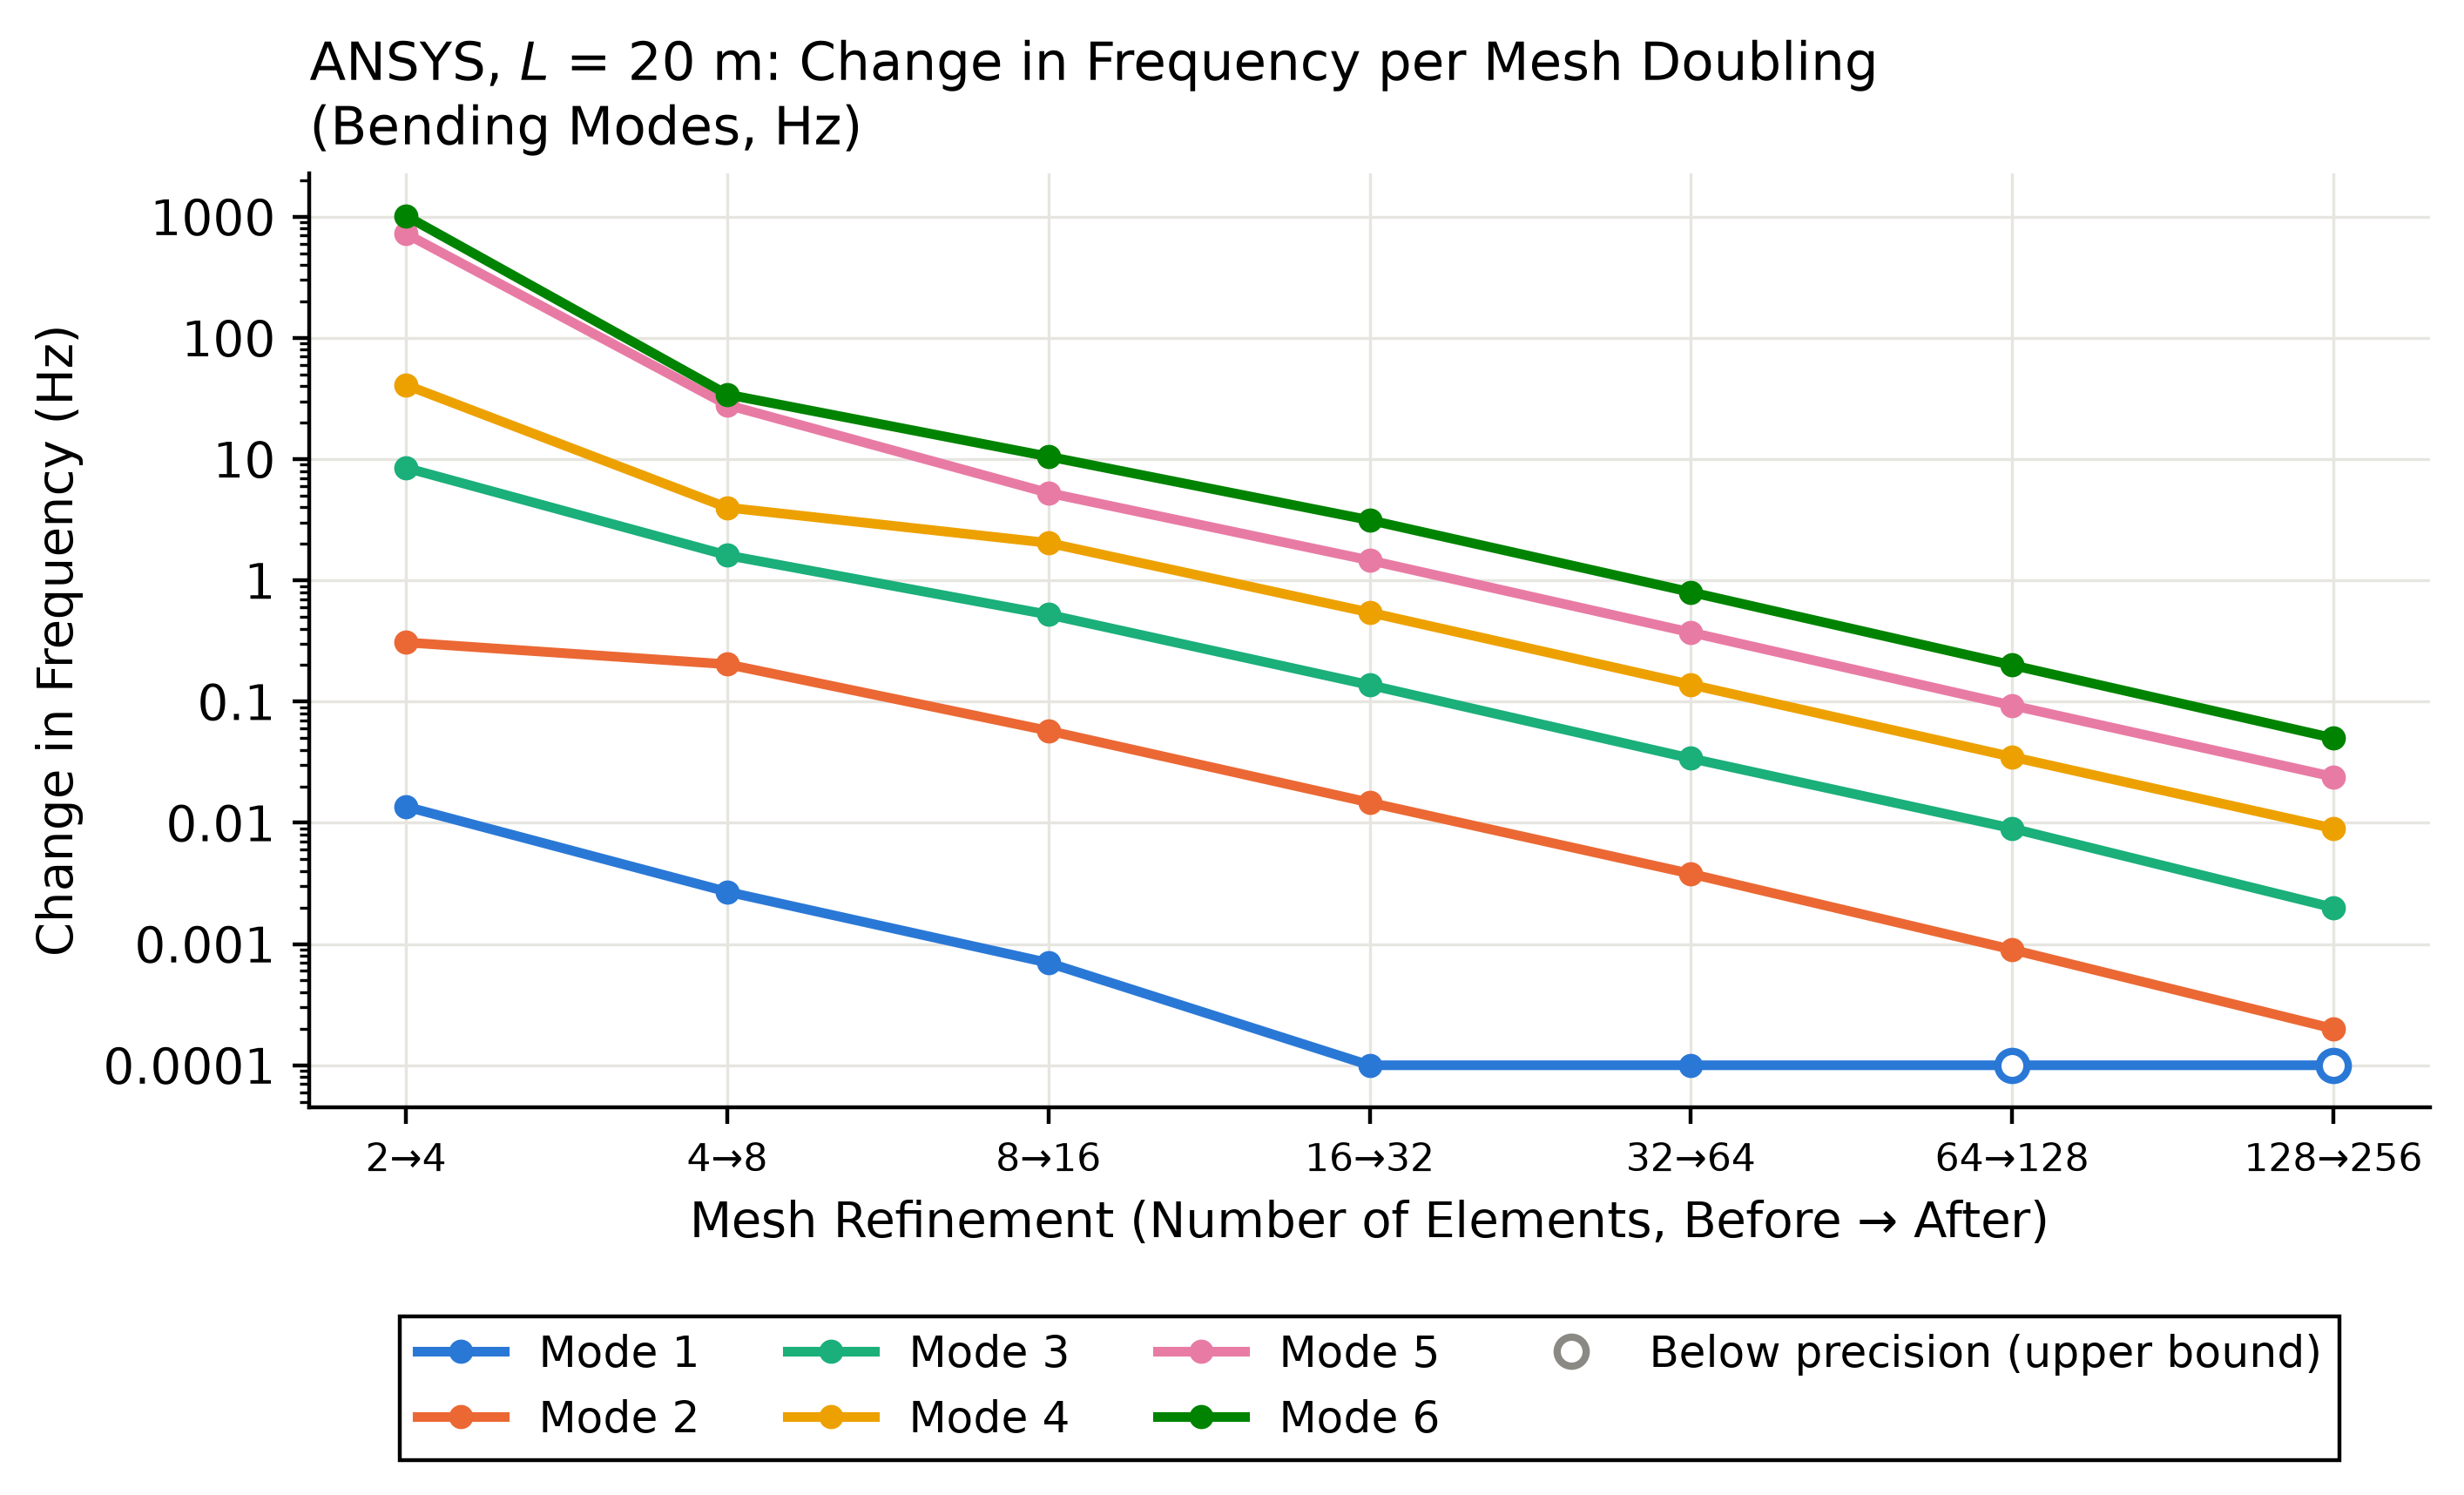 ANSYS, L = 20 m: Change in Frequency per Mesh Doubling
(Bending Modes, Hz)
Change in Frequency (Hz)
1000
100
10
1
0.1
0.01
0.001
0.0001
2→4
4→8
8→16
16→32
32→64
64→128
128→256
Mesh Refinement (Number of Elements, Before → After)
Mode 1
Mode 2
Mode 3
Mode 4
Mode 5
Mode 6
Below precision (upper bound)